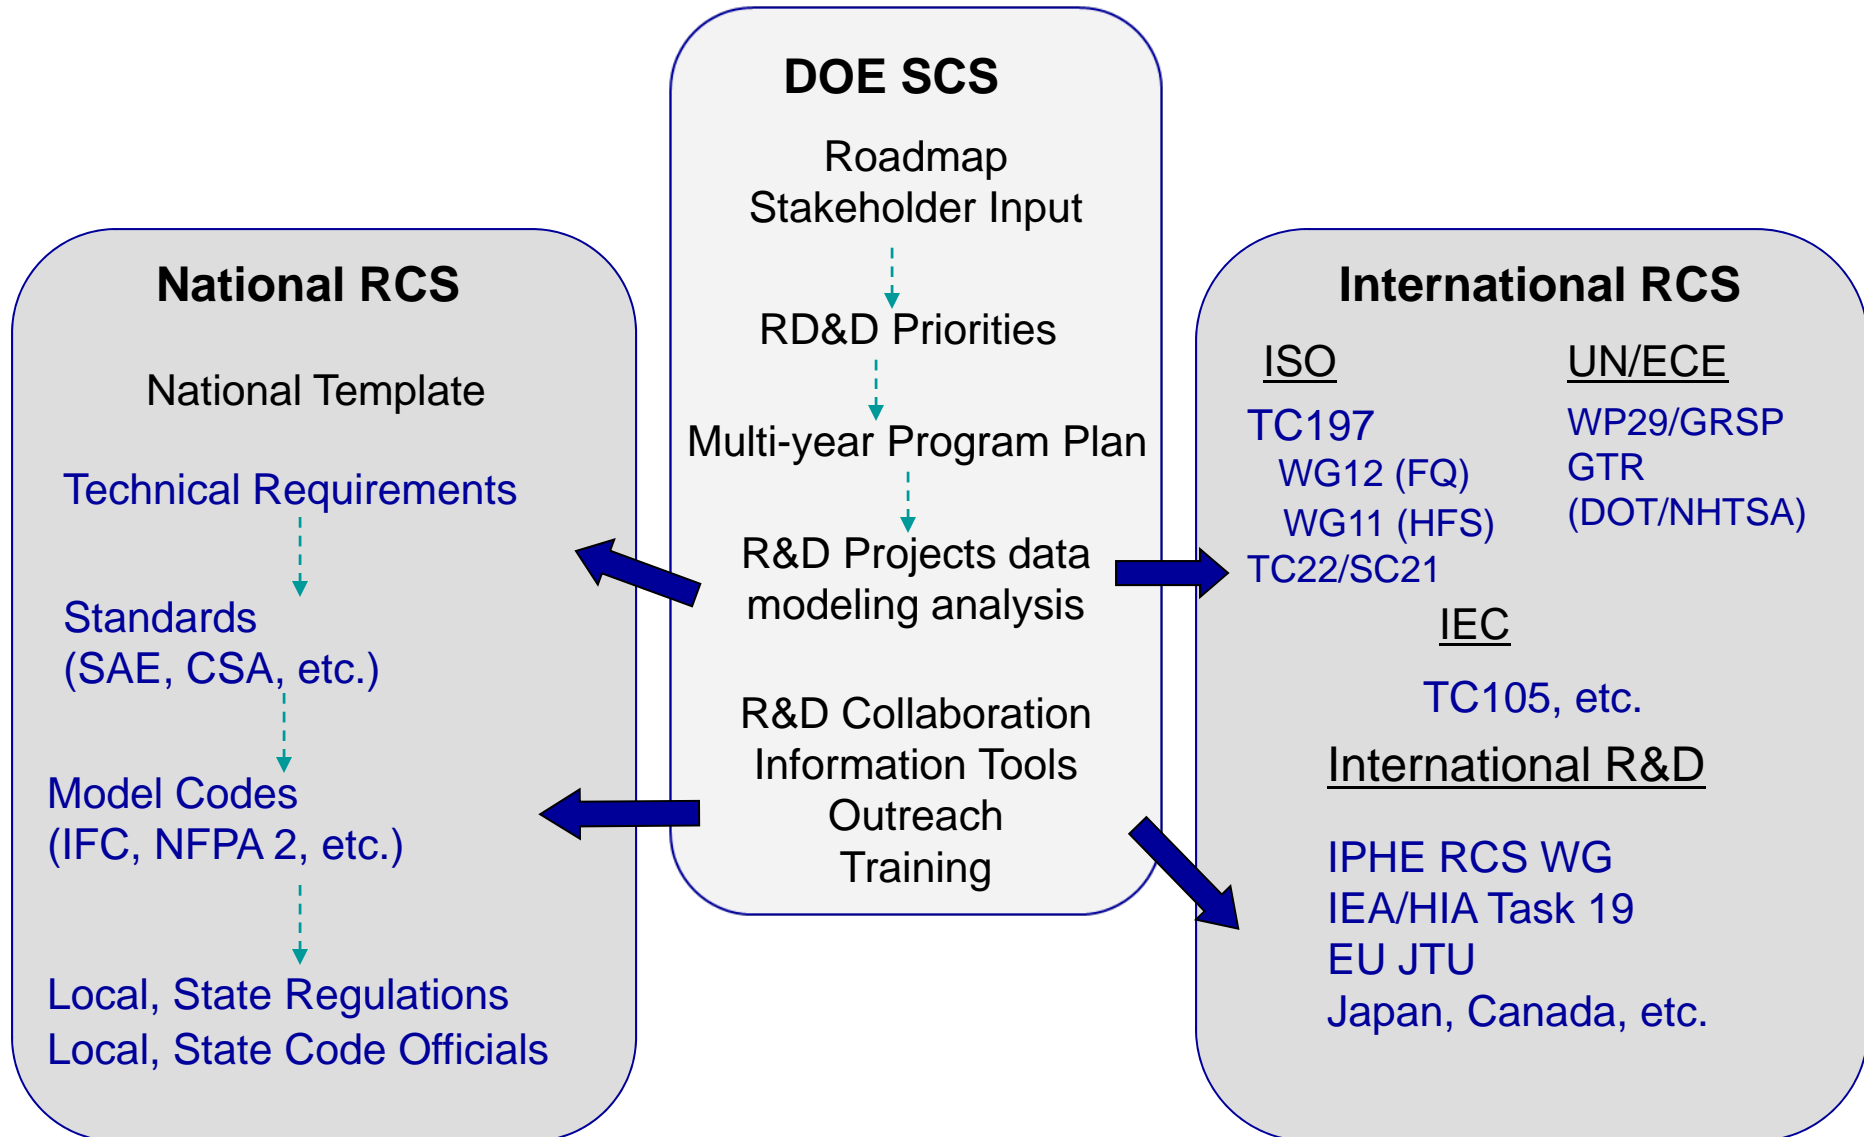 DOE SCS
Roadmap
Stakeholder Input
RD&D Priorities
Multi-year Program Plan
R&D Projects data
modeling analysis
R&D Collaboration
Information Tools
Outreach
Training
National RCS
National Template
Technical Requirements
Standards
(SAE, CSA, etc.)
Model Codes
(IFC, NFPA 2, etc.)
Local, State Regulations
Local, State Code Officials
International RCS
ISO
TC197
WG12 (FQ)
WG11 (HFS)
TC22/SC21
UN/ECE
WP29/GRSP
GTR
(DOT/NHTSA)
IEC
TC105, etc.
International R&D
IPHE RCS WG
IEA/HIA Task 19
EU JTU
Japan, Canada, etc.